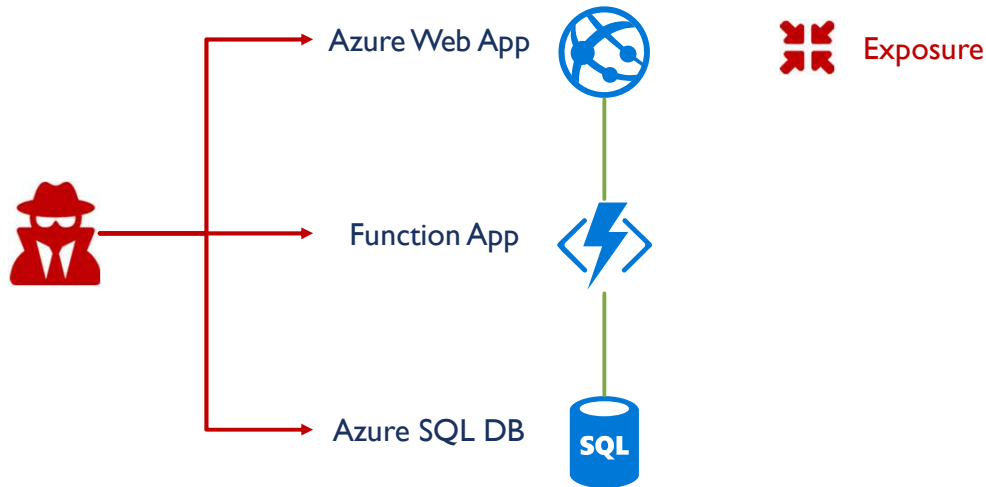 Azure Web App
Exposure
Function App
Azure SQL DB
SQL